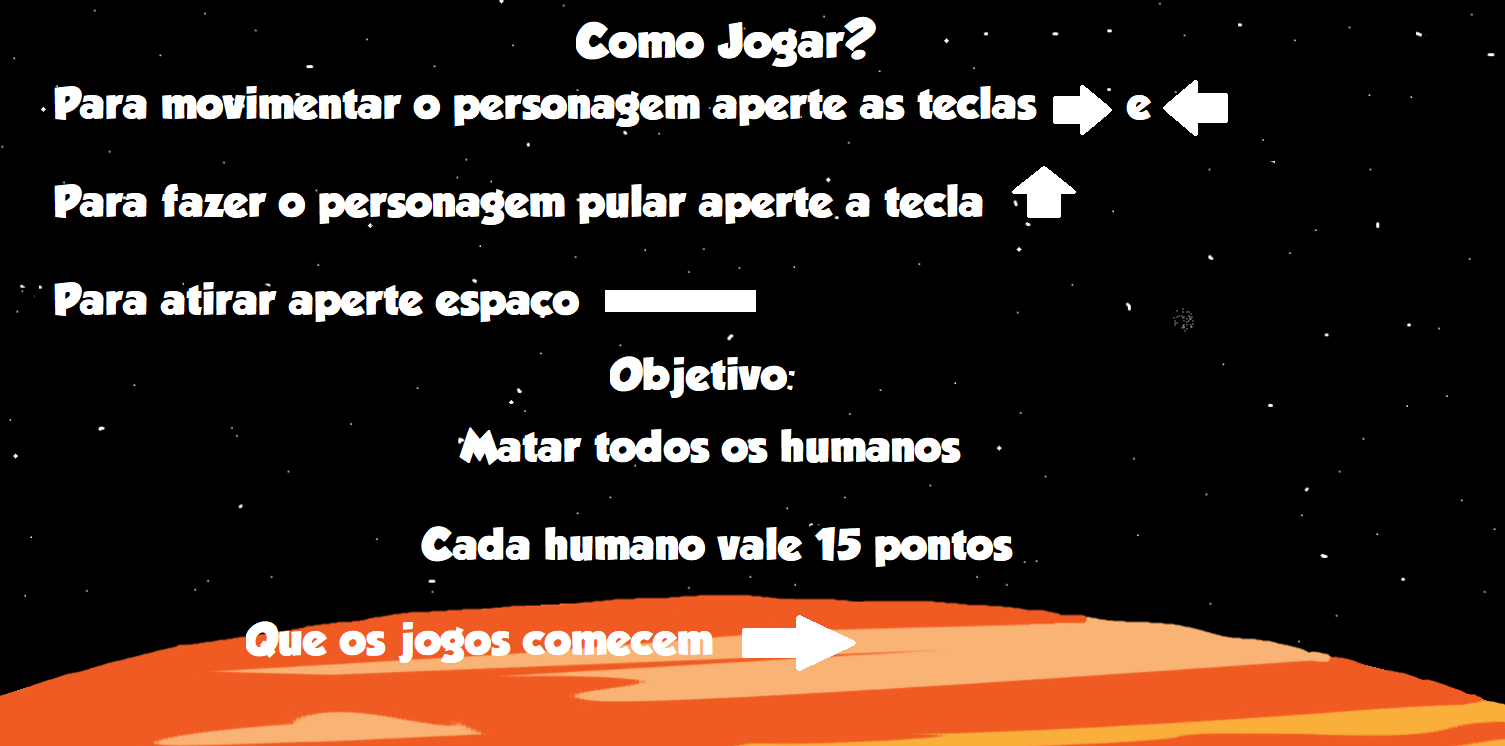 Como Jogar?
Para movimentar o personagem aperte as teclas e
Para fazer o personagem pular aperte a tecla
Para atirar aperte espaço
Objetivo:
Matar todos os humanos
Cada humano vale 15 pontos
Que os jogos comecem